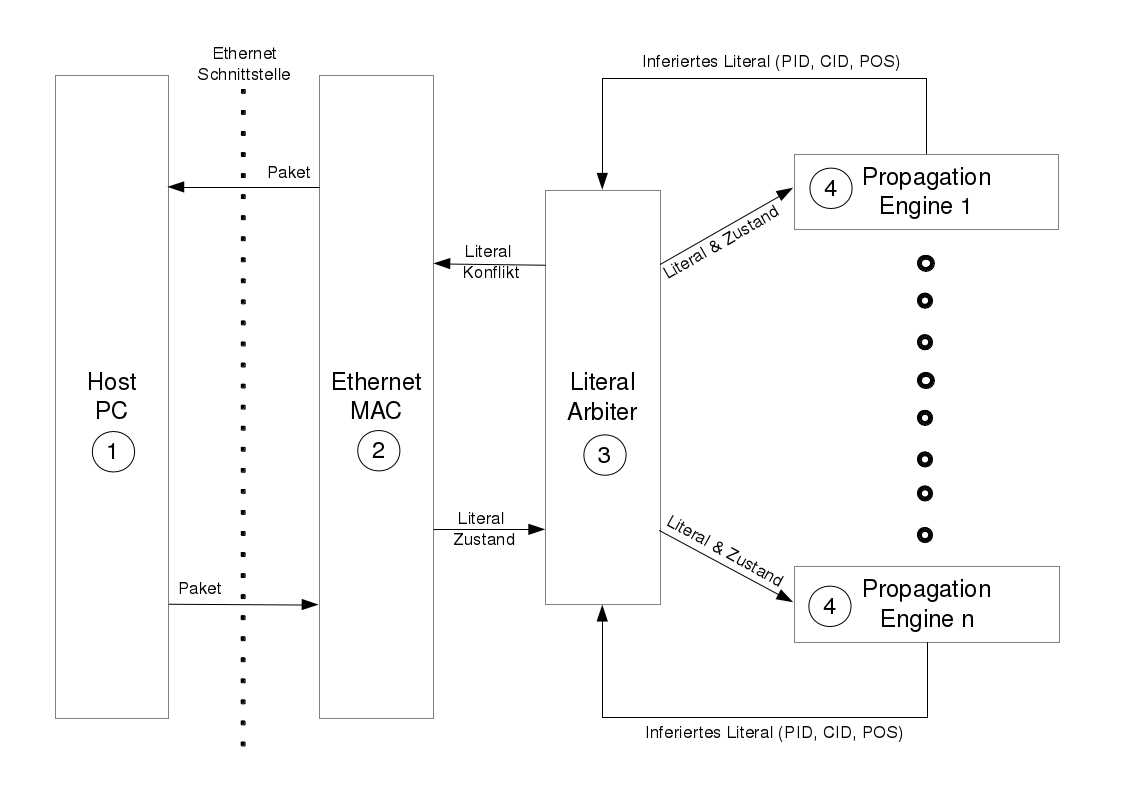 Ethernet
Schnittstelle
Inferiertes Literal (PID, CID, POS)
Paket
4
Propagation
Engine 1
Literal & Zustand
Literal
Konflikt
Host
PC
1
Ethernet
MAC
2
Literal
Arbiter
3
Literal
Zustand
Literal & Zustand
Paket
4
Propagation
Engine n
Inferiertes Literal (PID, CID, POS)